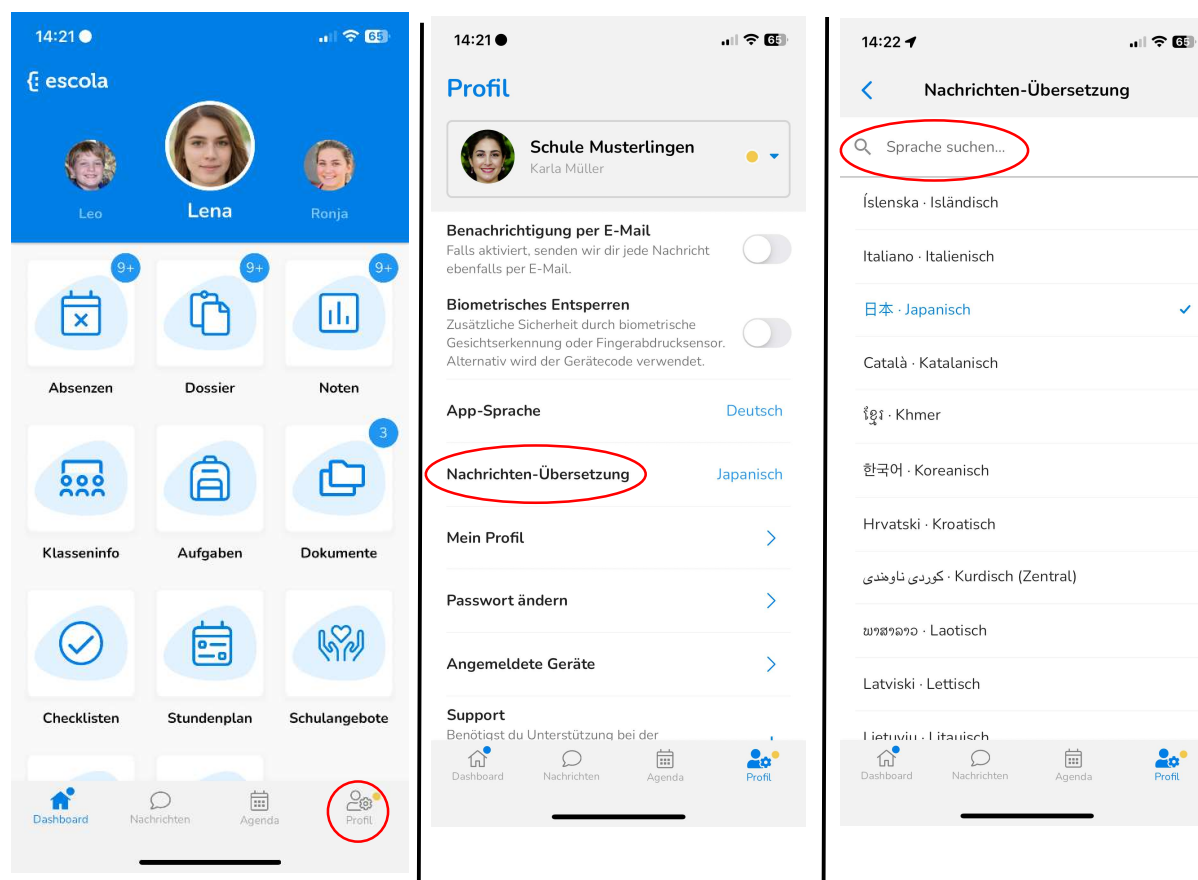 14:21
65
escola
Leo
Lena
Ronja
9+
9+
9+
Absenzen
Dossier
Noten
3
Klasseninfo
Aufgaben
Dokumente
Checklisten
Stundenplan
Schulangebote
Dashboard
Nachrichten
Agenda
Profil
14:21
65
Profil
Schule Musterlingen
Karla Müller
Benachrichtigung per E-Mail
Falls aktiviert, senden wir dir jede Nachricht
ebenfalls per E-Mail.
Biometrisches Entsperren
Zusätzliche Sicherheit durch biometrische
Gesichtserkennung oder Fingerabdrucksensor.
Alternativ wird der Gerätecode verwendet.
App-Sprache
Deutsch
Nachrichten-Übersetzung
Japanisch
Mein Profil
Passwort ändern
Angemeldete Geräte
Support
Benötigst du Unterstützung bei der
Dashboard
Nachrichten
Agenda
Profil
14:22
65
Nachrichten-Übersetzung
Sprache suchen...
Íslenska · Isländisch
Italiano · Italienisch
日本 · Japanisch
Català · Katalanisch
ខ្មែរ · Khmer
한국어 · Koreanisch
Hrvatski · Kroatisch
کوردی ناوەندی · Kurdisch (Zentral)
ພາສາລາວ · Laotisch
Latviski · Lettisch
Lietuvių · Litauisch
Dashboard
Nachrichten
Agenda
Profil